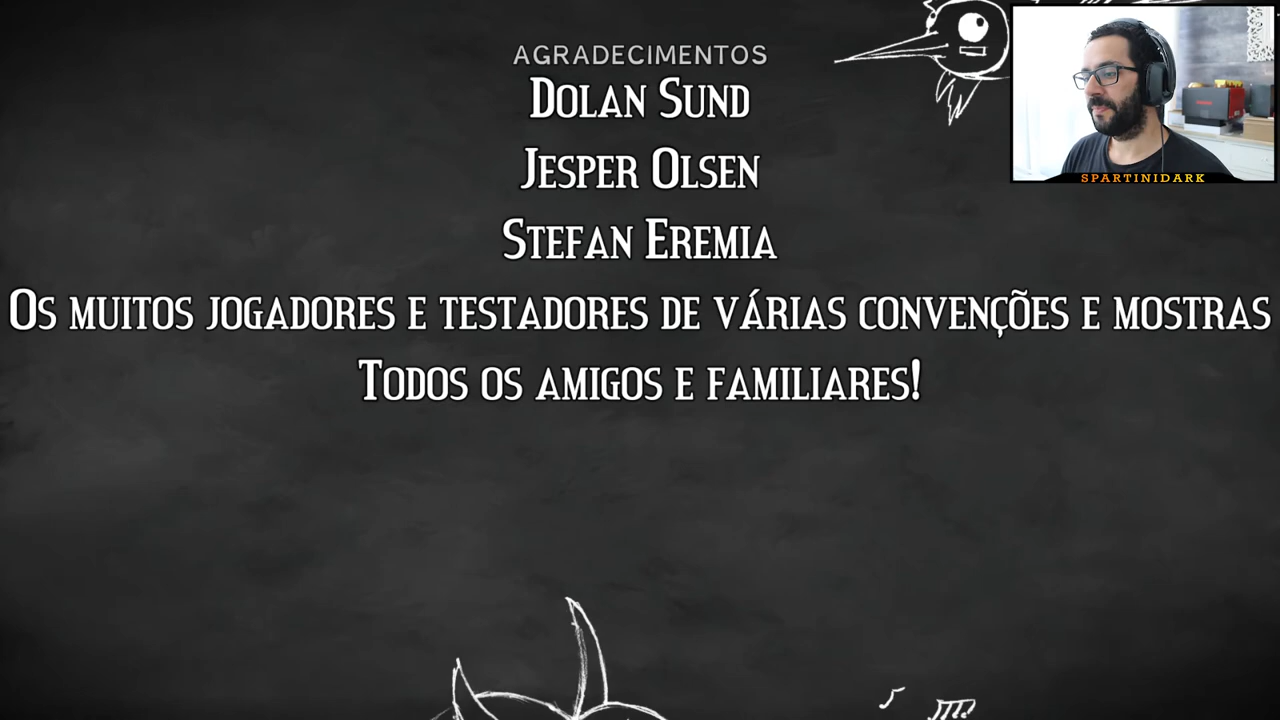 AGRADECIMENTOS
DOLAN SUND
JESPER OLSEN
STEFAN EREMIA
OS MUITOS JOGADORES E TESTADORES DE VÁRIAS CONVENÇÕES E MOSTRAS
TODOS OS AMIGOS E FAMILIARES!
SPARTINIDARK